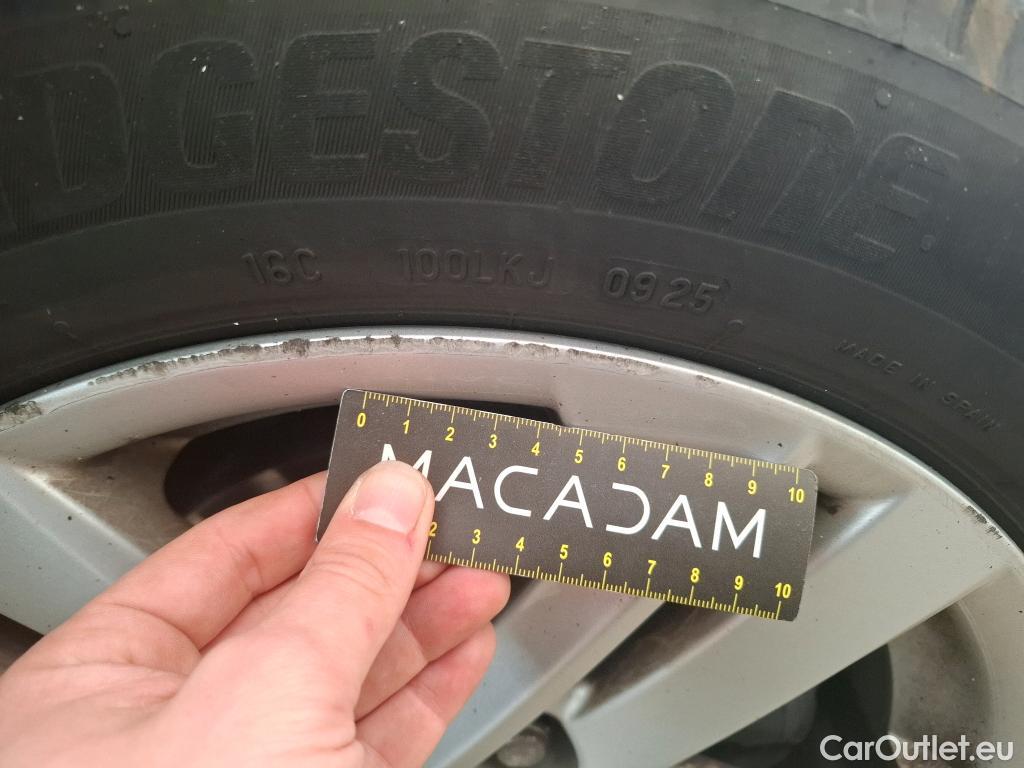 DGESTONE
16C 100LKJ 0925
MADE IN SPAIN
0 1 2 3 4 5 6 7 8 9 10
MACADAM
2 3 4 5 6 7 8 9 10
CarOutlet.eu